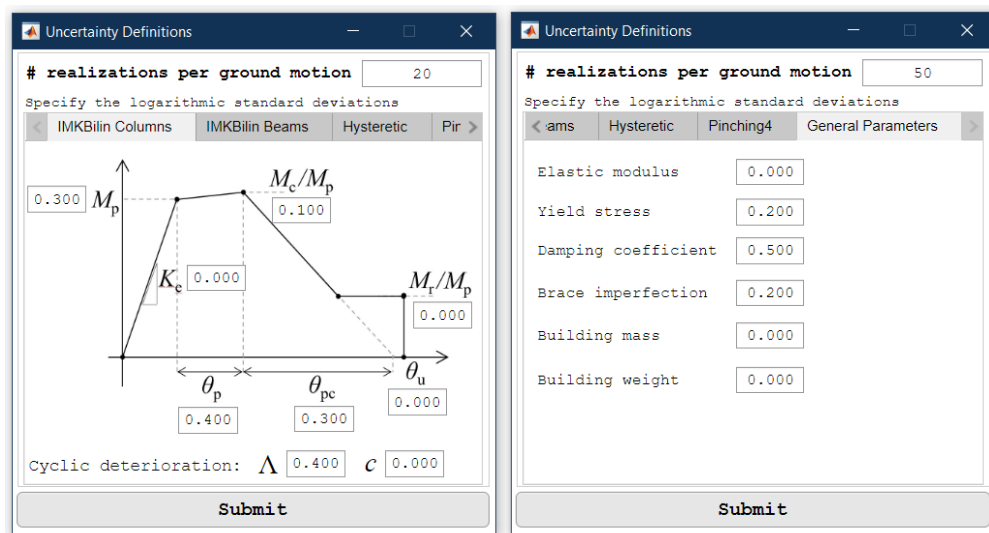 Uncertainty Definitions
# realizations per ground motion 20
Specify the logarithmic standard deviations
IMKBilin Columns IMKBilin Beams Hysteretic Pin
0.300 Mp
Mc/Mp
0.100
Ke 0.000
Mr/Mp
0.000
θp θpc θu
0.400 0.300 0.000
Cyclic deterioration: Λ 0.400 c 0.000
Submit
Uncertainty Definitions
# realizations per ground motion 50
Specify the logarithmic standard deviations
ams Hysteretic Pinching4 General Parameters
Elastic modulus 0.000
Yield stress 0.200
Damping coefficient 0.500
Brace imperfection 0.200
Building mass 0.000
Building weight 0.000
Submit